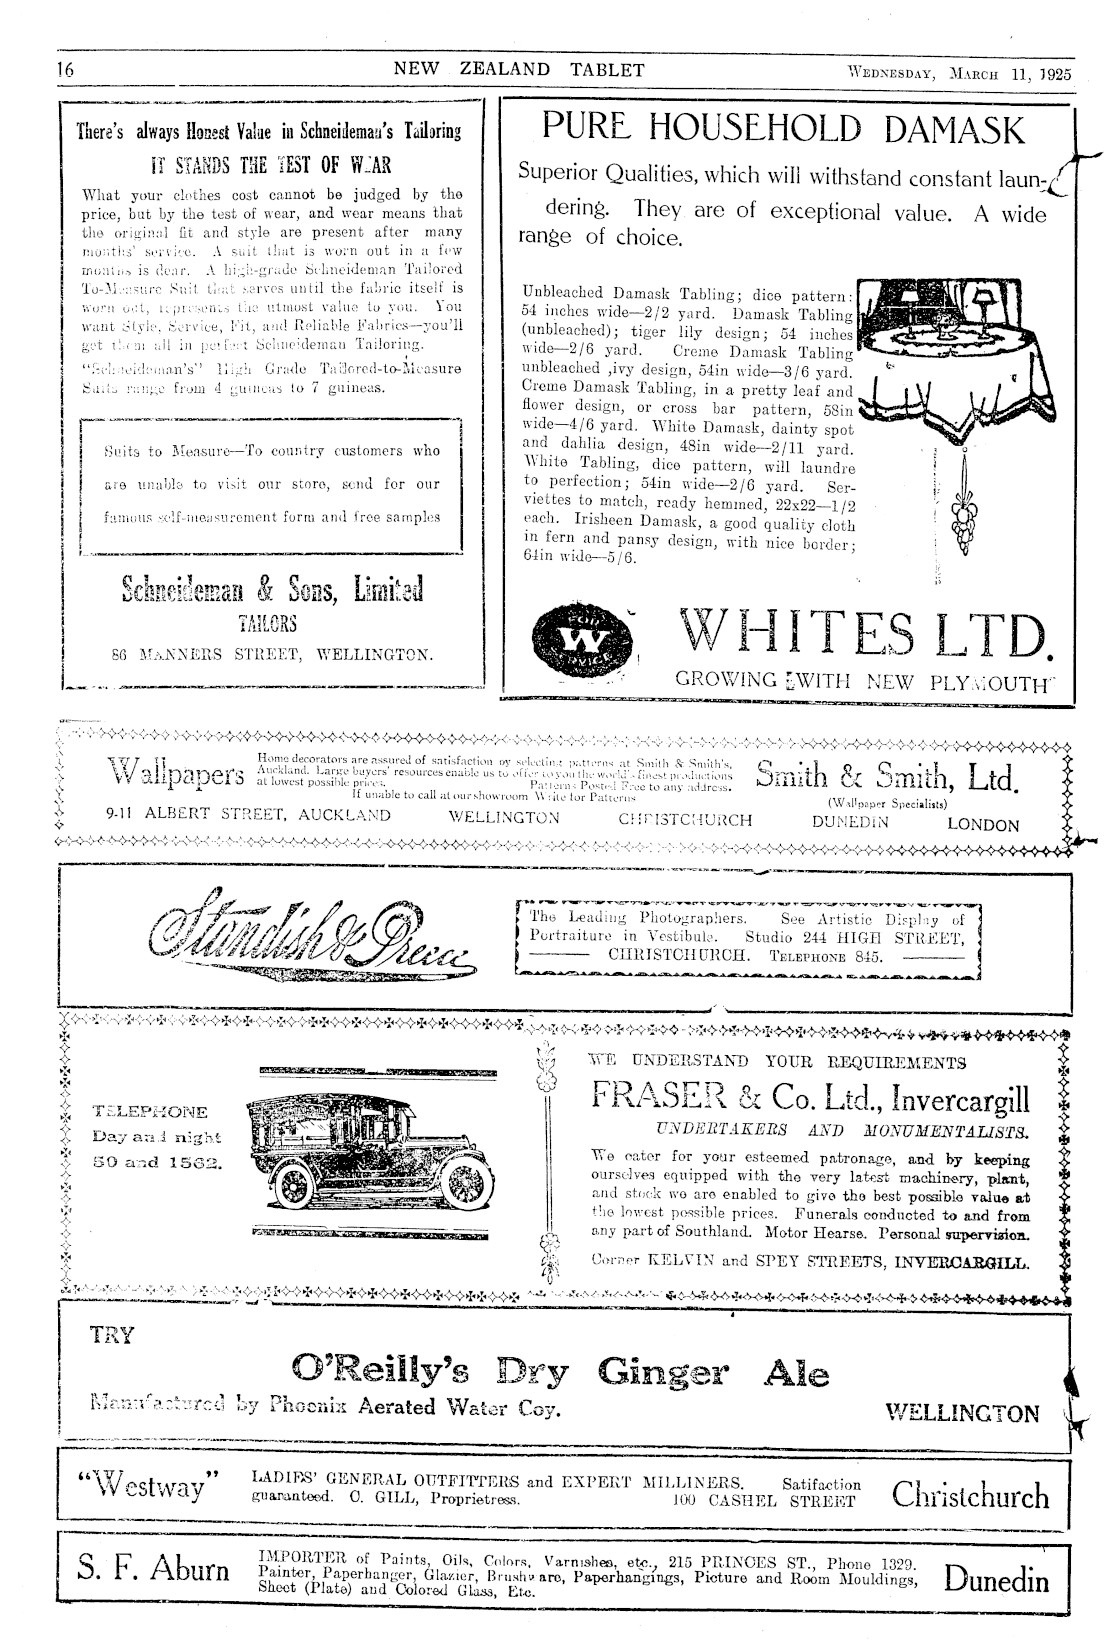 16
NEW ZEALAND TABLET
WEDNESDAY, MARCH 11, 1925
There's always Honest Value in Schneideman's Tailoring
IT STANDS THE TEST OF WEAR
What your clothes cost cannot be judged by the
price, but by the test of wear, and wear means that
the original fit and style are present after many
months' service. A suit that is worn out in a few
months is dear. A high-grade Schneideman Tailored
To-Measure Suit that serves until the fabric itself is
worn out, represents the utmost value to you. You
want Style, Service, Fit, and Reliable Fabrics—you'll
get them all in perfect Schneideman Tailoring.
"Schneideman's" High Grade Tailored-to-Measure
Suits range from 4 guineas to 7 guineas.
Suits to Measure—To country customers who
are unable to visit our store, send for our
famous self-measurement form and free samples
Schneideman & Sons, Limited
TAILORS
86 MANNERS STREET, WELLINGTON.
PURE HOUSEHOLD DAMASK
Superior Qualities, which will withstand constant laun-
dering. They are of exceptional value. A wide
range of choice.
Unbleached Damask Tabling; dice pattern:
54 inches wide—2/2 yard. Damask Tabling
(unbleached); tiger lily design; 54 inches
wide—2/6 yard. Creme Damask Tabling
unbleached ,ivy design, 54in wide—3/6 yard.
Creme Damask Tabling, in a pretty leaf and
flower design, or cross bar pattern, 58in
wide—4/6 yard. White Damask, dainty spot
and dahlia design, 48in wide—2/11 yard.
White Tabling, dice pattern, will laundre
to perfection; 54in wide—2/6 yard. Ser-
viettes to match, ready hemmed, 22x22—1/2
each. Irisheen Damask, a good quality cloth
in fern and pansy design, with nice border;
64in wide—5/6.
FOR
W
SERVICE
WHITES LTD.
GROWING WITH NEW PLYMOUTH
Wallpapers
Home decorators are assured of satisfaction by selecting patterns at Smith & Smith's,
Auckland. Large buyers' resources enable us to offer to you the world's finest productions
at lowest possible prices. Patterns Posted Free to any address.
If unable to call at our showroom Write for Patterns
Smith & Smith, Ltd.
(Wallpaper Specialists)
9-11 ALBERT STREET, AUCKLAND WELLINGTON CHRISTCHURCH DUNEDIN LONDON
Standish & Preece
The Leading Photographers. See Artistic Display of
Portraiture in Vestibule. Studio 244 HIGH STREET,
CHRISTCHURCH. TELEPHONE 845.
TELEPHONE
Day and night
50 and 1562.
WE UNDERSTAND YOUR REQUIREMENTS
FRASER & Co. Ltd., Invercargill
UNDERTAKERS AND MONUMENTALISTS.
We cater for your esteemed patronage, and by keeping
ourselves equipped with the very latest machinery, plant,
and stock we are enabled to give the best possible value at
the lowest possible prices. Funerals conducted to and from
any part of Southland. Motor Hearse. Personal supervision.
Corner KELVIN and SPEY STREETS, INVERCARGILL.
TRY
O'Reilly's Dry Ginger Ale
Manufactured by Phoenix Aerated Water Coy.
WELLINGTON
"Westway"
LADIES' GENERAL OUTFITTERS and EXPERT MILLINERS. Satifaction
guaranteed. C. GILL, Proprietress. 100 CASHEL STREET
Christchurch
S. F. Aburn
IMPORTER of Paints, Oils, Colors, Varnishes, etc., 215 PRINCES ST., Phone 1329.
Painter, Paperhanger, Glazier, Brushware, Paperhangings, Picture and Room Mouldings,
Sheet (Plate) and Colored Glass, Etc.
Dunedin